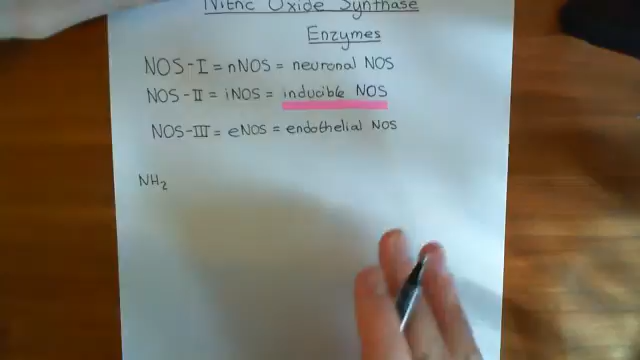 Nitric Oxide Synthase
Enzymes
NOS-I = nNOS = neuronal NOS
NOS-II = iNOS = inducible NOS
NOS-III = eNOS = endothelial NOS
NH₂